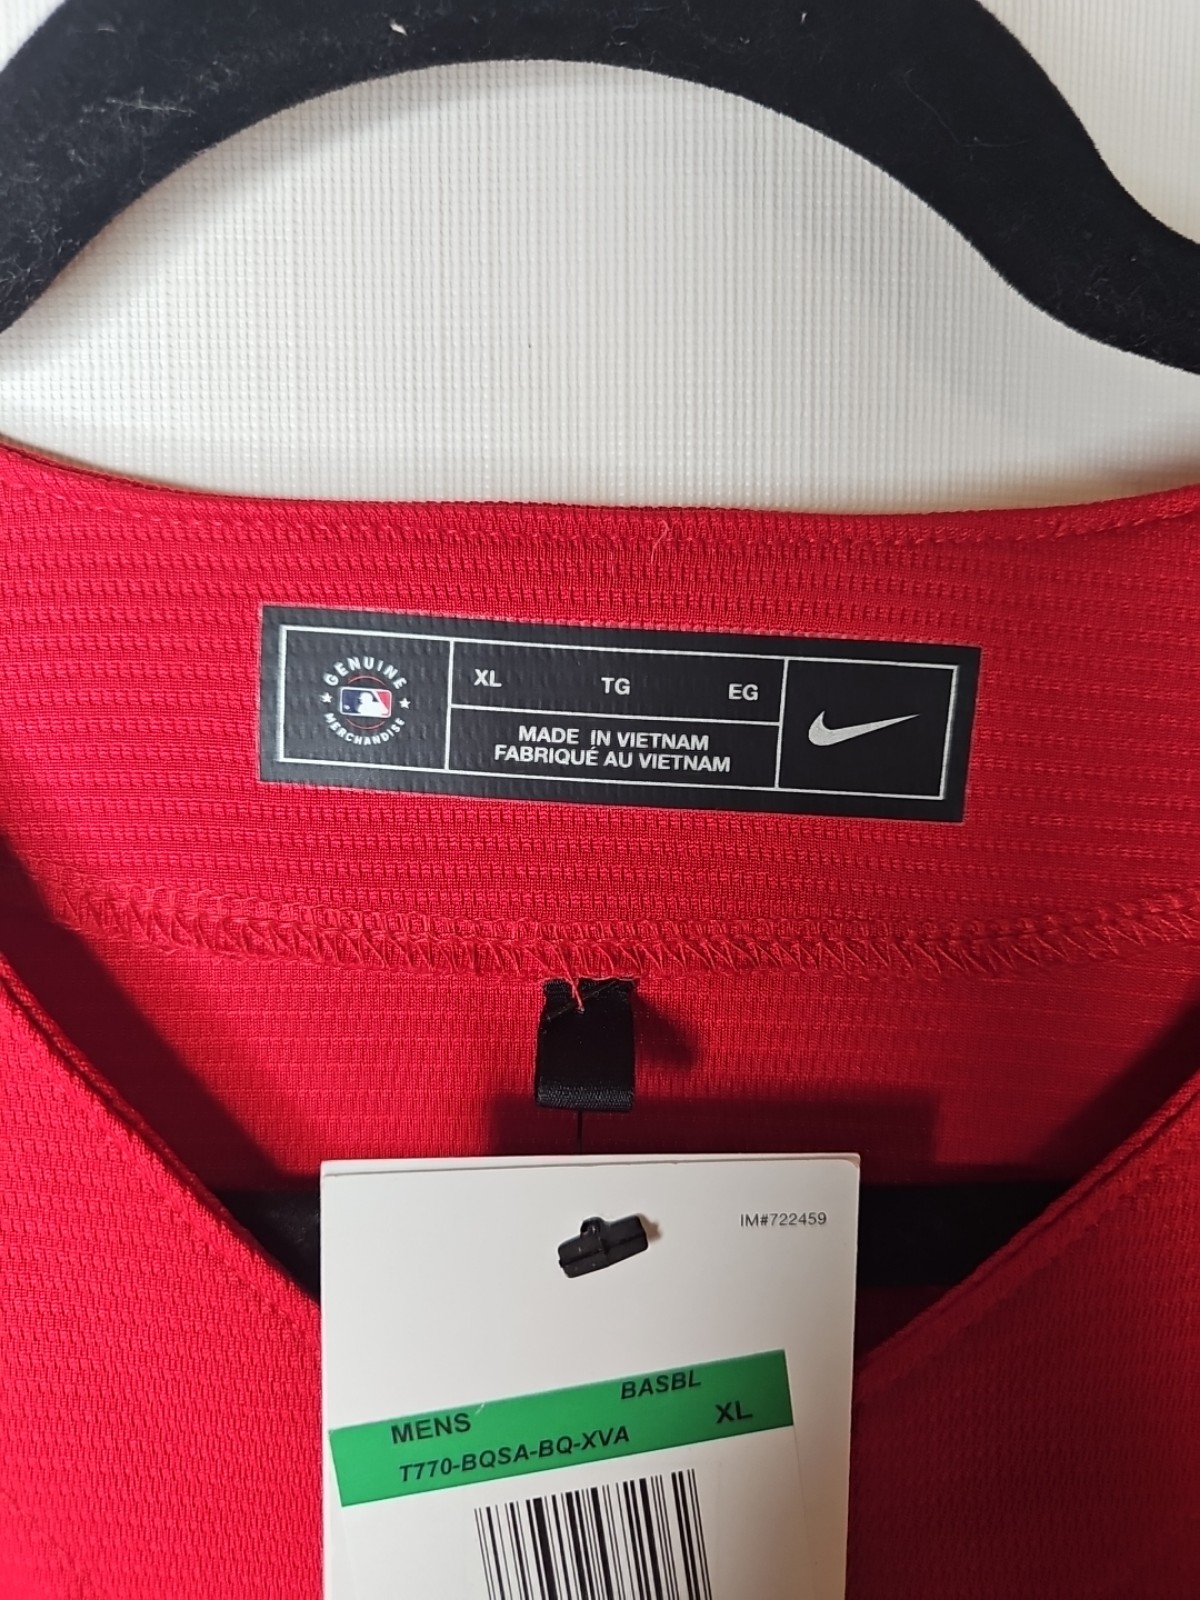 GENUINE
MERCHANDISE
XL TG EG
MADE IN VIETNAM
FABRIQUÉ AU VIETNAM
IM#722459
MENS BASBL
T770-BQSA-BQ-XVA XL